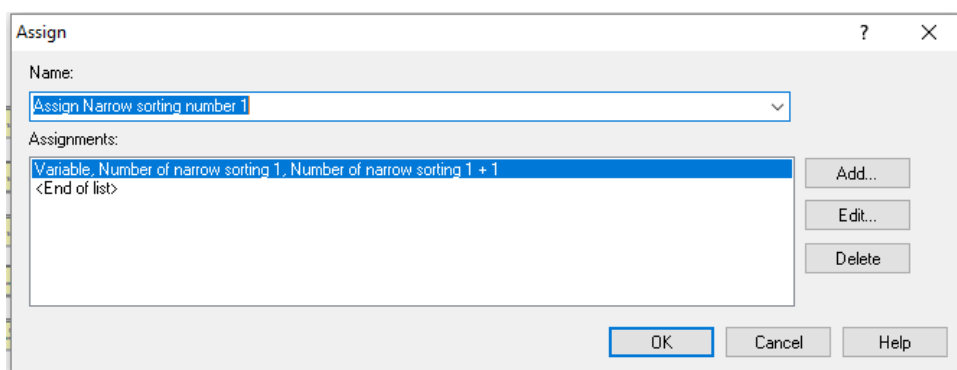 Assign
?
Name:
Assign Narrow sorting number 1
Assignments:
Variable, Number of narrow sorting 1, Number of narrow sorting 1 + 1
<End of list>
Add...
Edit...
Delete
OK
Cancel
Help